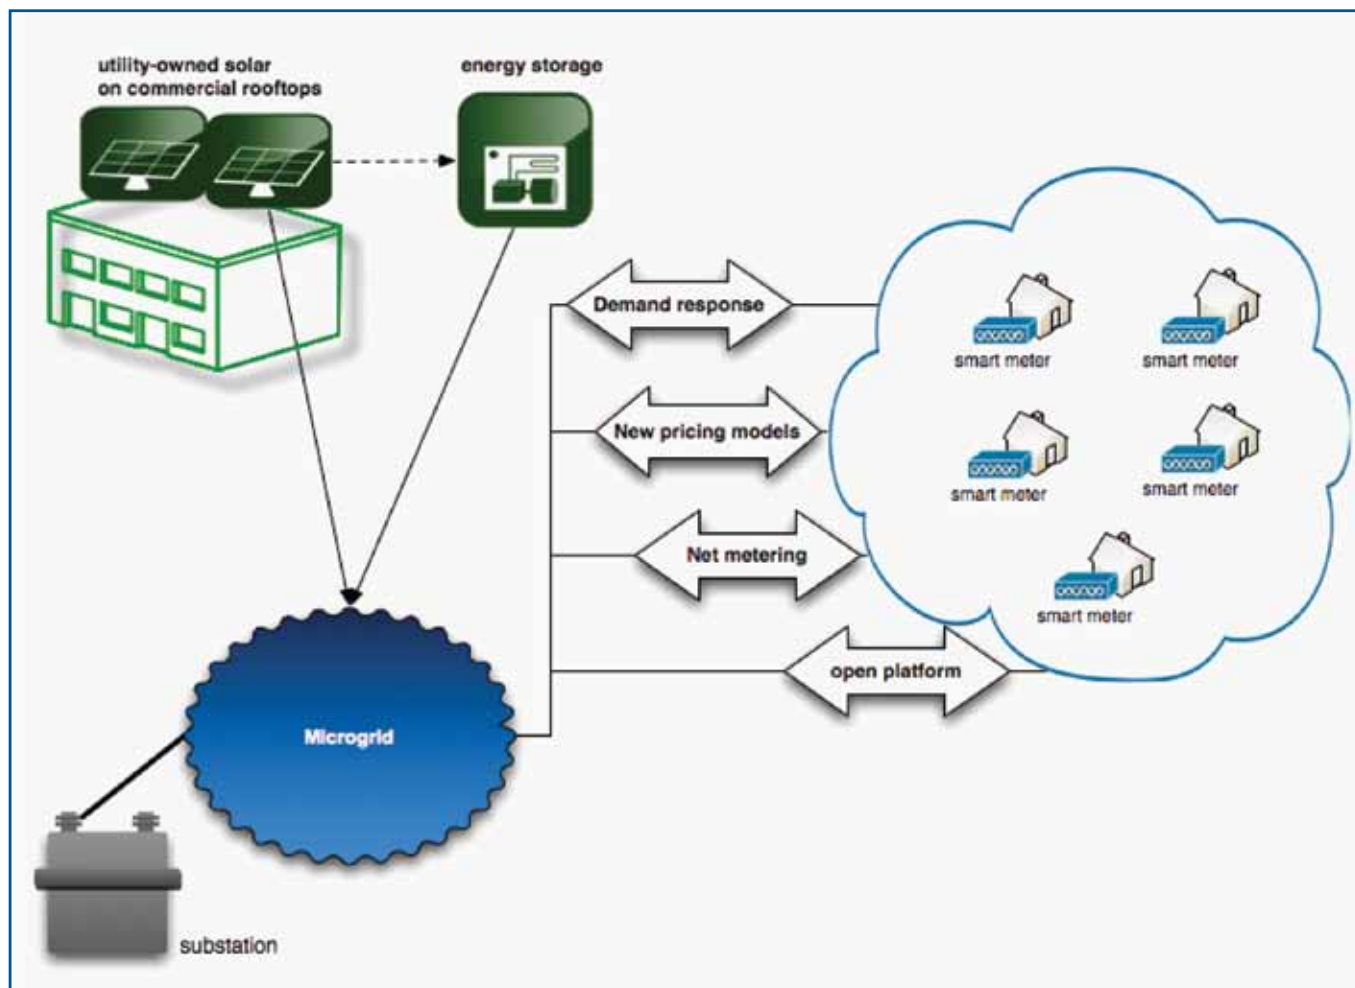 utility-owned solar
on commercial rooftops
energy storage
Demand response
New pricing models
Net metering
open platform
smart meter
smart meter
smart meter
smart meter
smart meter
Microgrid
substation